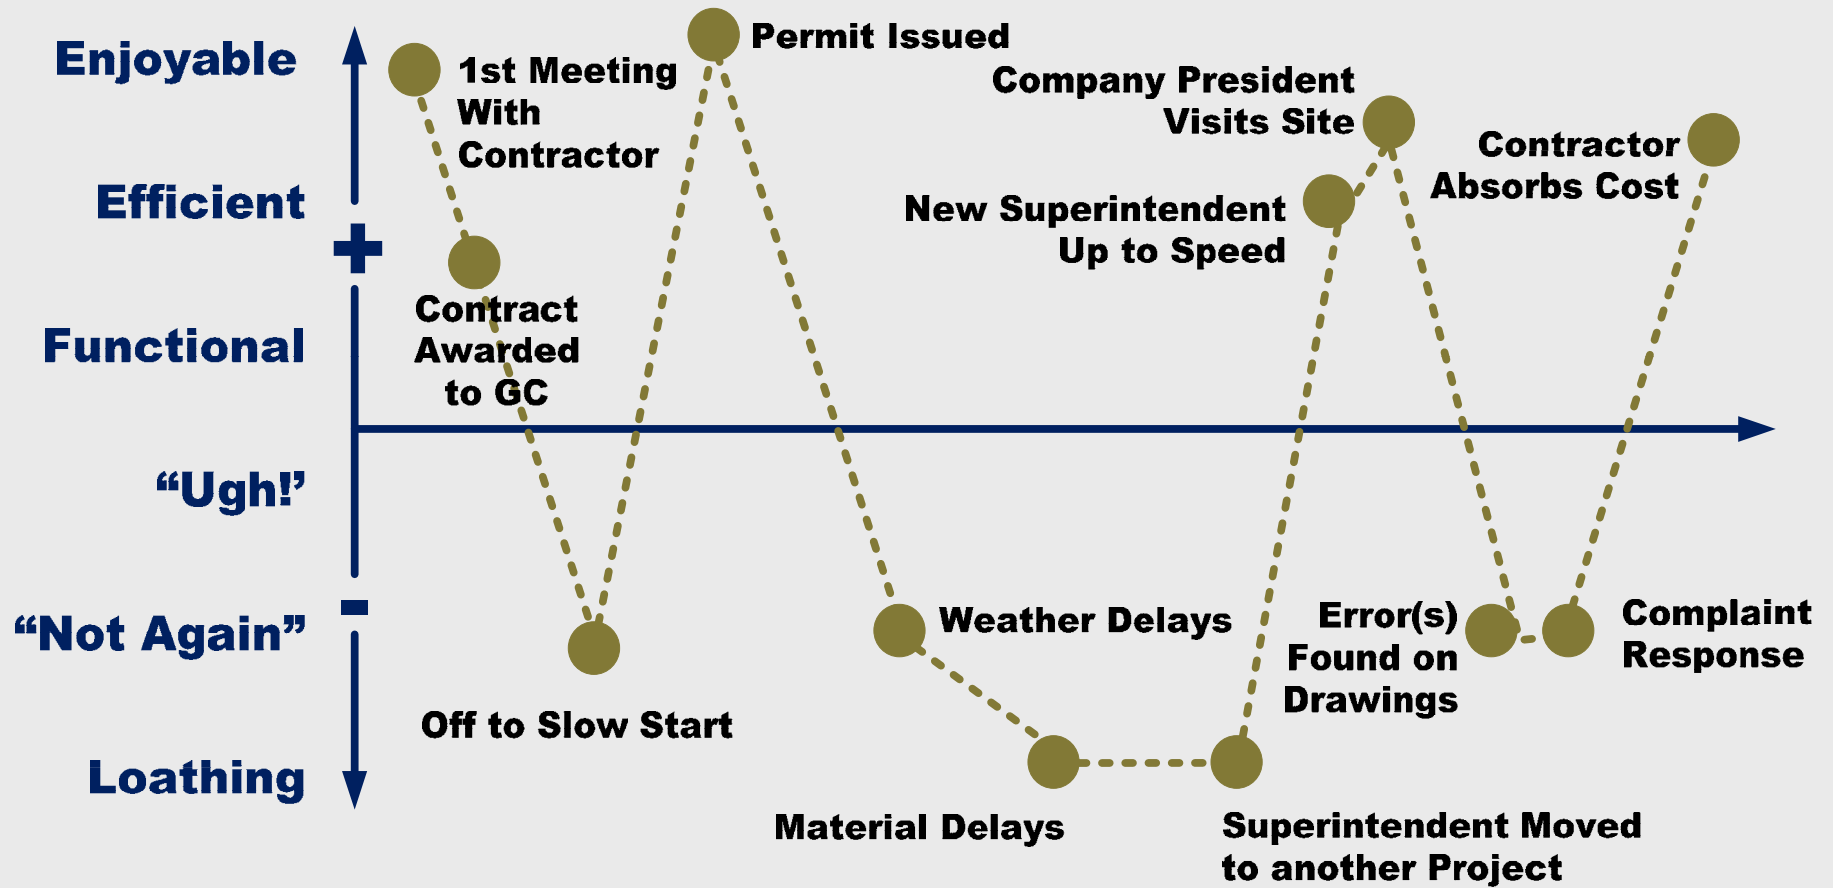 Enjoyable
Efficient
+
Functional
“Ugh!’
-
“Not Again”
Loathing
1st Meeting
With
Contractor
Contract
Awarded
to GC
Off to Slow Start
Permit Issued
Weather Delays
Material Delays
Superintendent Moved
to another Project
New Superintendent
Up to Speed
Company President
Visits Site
Error(s)
Found on
Drawings
Complaint
Response
Contractor
Absorbs Cost